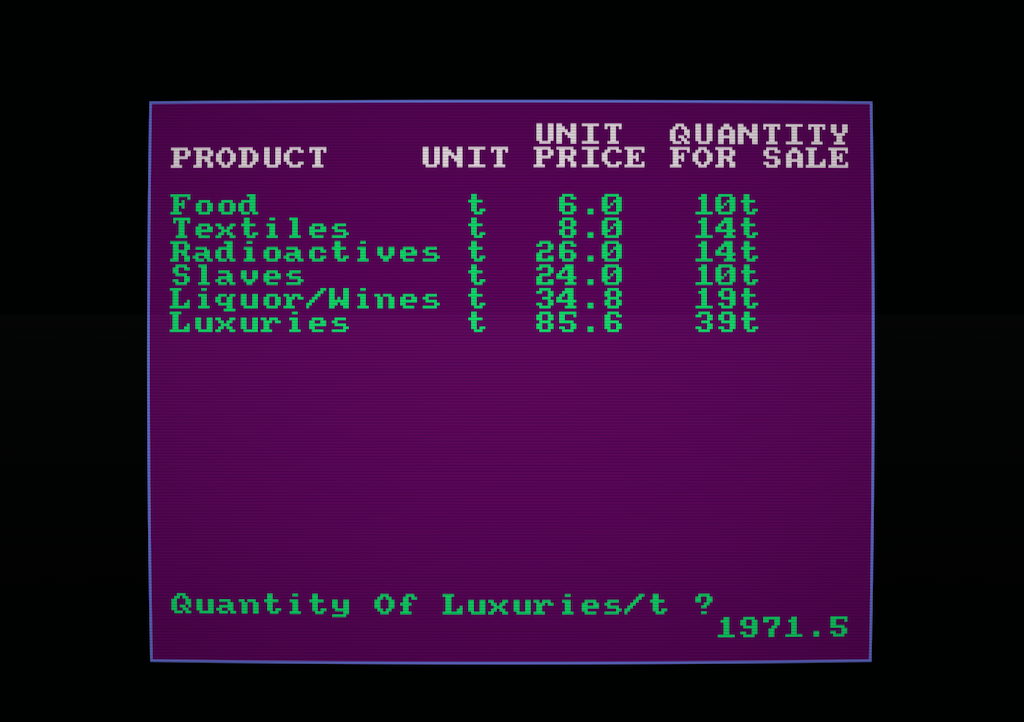 UNIT QUANTITY
PRODUCT UNIT PRICE FOR SALE
Food t 6.0 10t
Textiles t 8.0 14t
Radioactives t 26.0 14t
Slaves t 24.0 10t
Liquor/Wines t 34.8 19t
Luxuries t 85.6 39t
Quantity Of Luxuries/t ?
1971.5